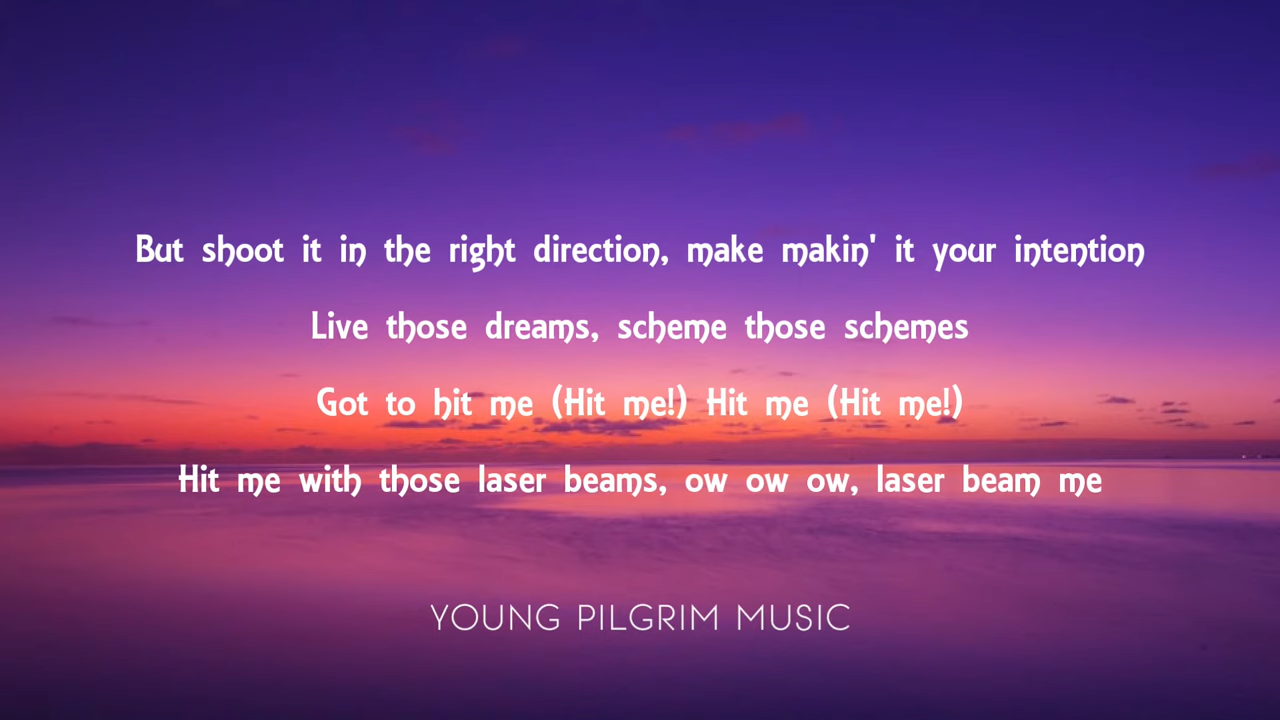 But shoot it in the right direction, make makin' it your intention
Live those dreams, scheme those schemes
Got to hit me (Hit me!) Hit me (Hit me!)
Hit me with those laser beams, ow ow ow, laser beam me
YOUNG PILGRIM MUSIC